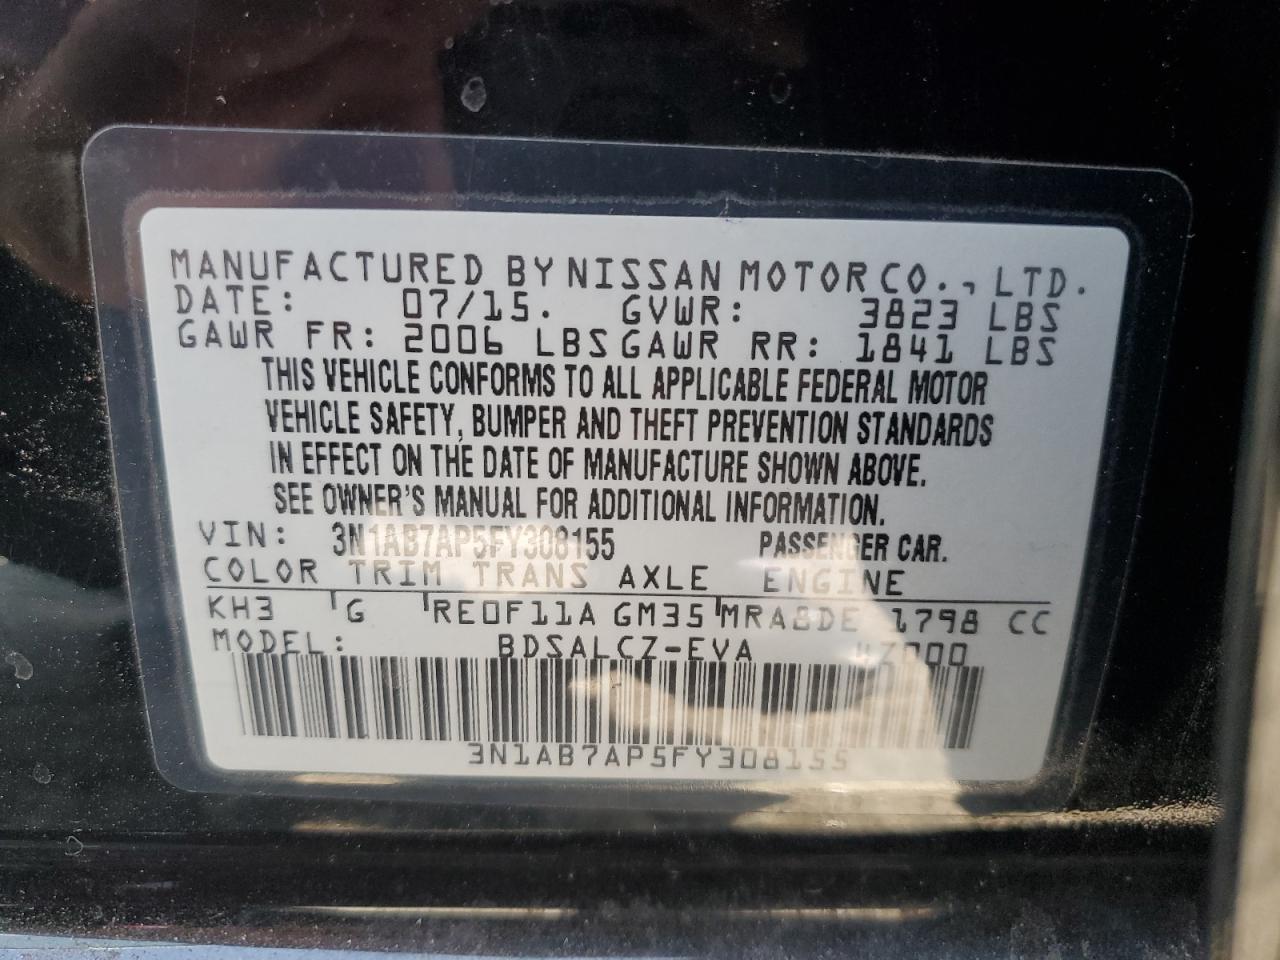 MANUFACTURED BY NISSAN MOTOR CO., LTD.
DATE: 07/15. GVWR: 3823 LBS
GAWR FR: 2006 LBS GAWR RR: 1841 LBS
THIS VEHICLE CONFORMS TO ALL APPLICABLE FEDERAL MOTOR
VEHICLE SAFETY, BUMPER AND THEFT PREVENTION STANDARDS
IN EFFECT ON THE DATE OF MANUFACTURE SHOWN ABOVE.
SEE OWNER'S MANUAL FOR ADDITIONAL INFORMATION.
VIN: 3N1AB7AP5FY308155 PASSENGER CAR.
COLOR TRIM TRANS AXLE ENGINE
KH3 G RE0F11A GM35 MRA8DE 1798 CC
MODEL: BDSALCZ-EVA
3N1AB7AP5FY308155